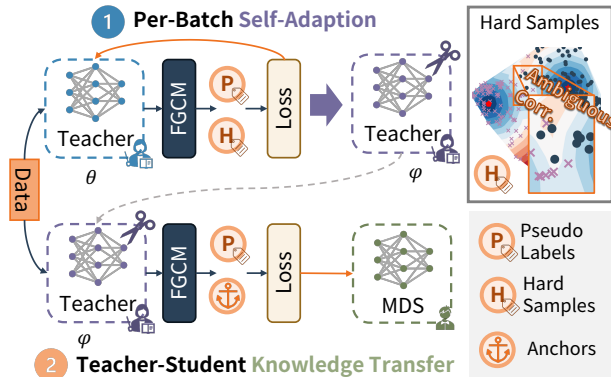 1 Per-Batch Self-Adaption
Teacher
θ
FGCM
P
H
Loss
Teacher
φ
Data
Teacher
φ
FGCM
P
Loss
MDS
2 Teacher-Student Knowledge Transfer
Hard Samples
Ambiguous
Corr.
H
P Pseudo
Labels
H Hard
Samples
Anchors